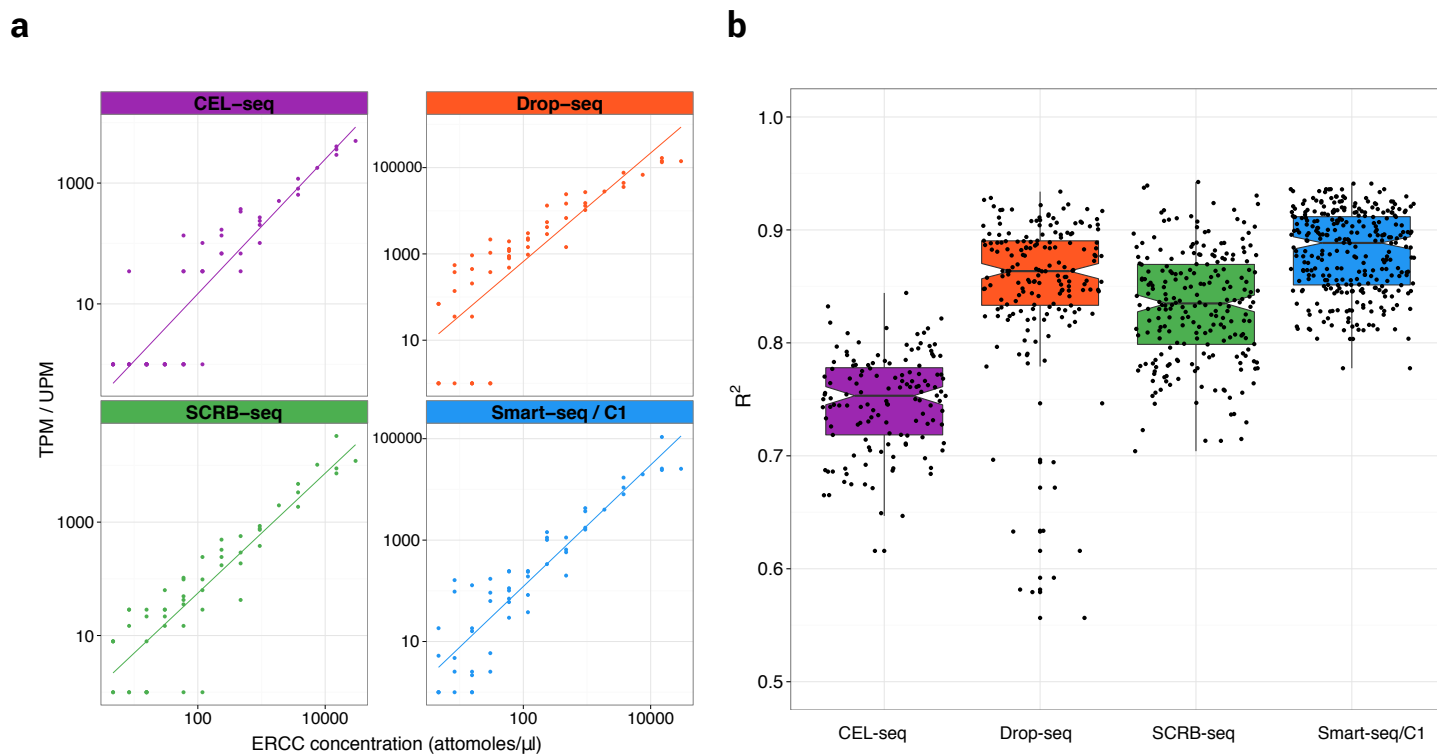 a
b
CEL−seq
Drop−seq
1000
10
100000
1000
10
SCRB−seq
Smart−seq / C1
1000
10
100000
1000
10
100
10000
100
10000
TPM / UPM
ERCC concentration (attomoles/µl)
1.0
0.9
0.8
0.7
0.6
0.5
R²
CEL-seq
Drop-seq
SCRB-seq
Smart-seq/C1